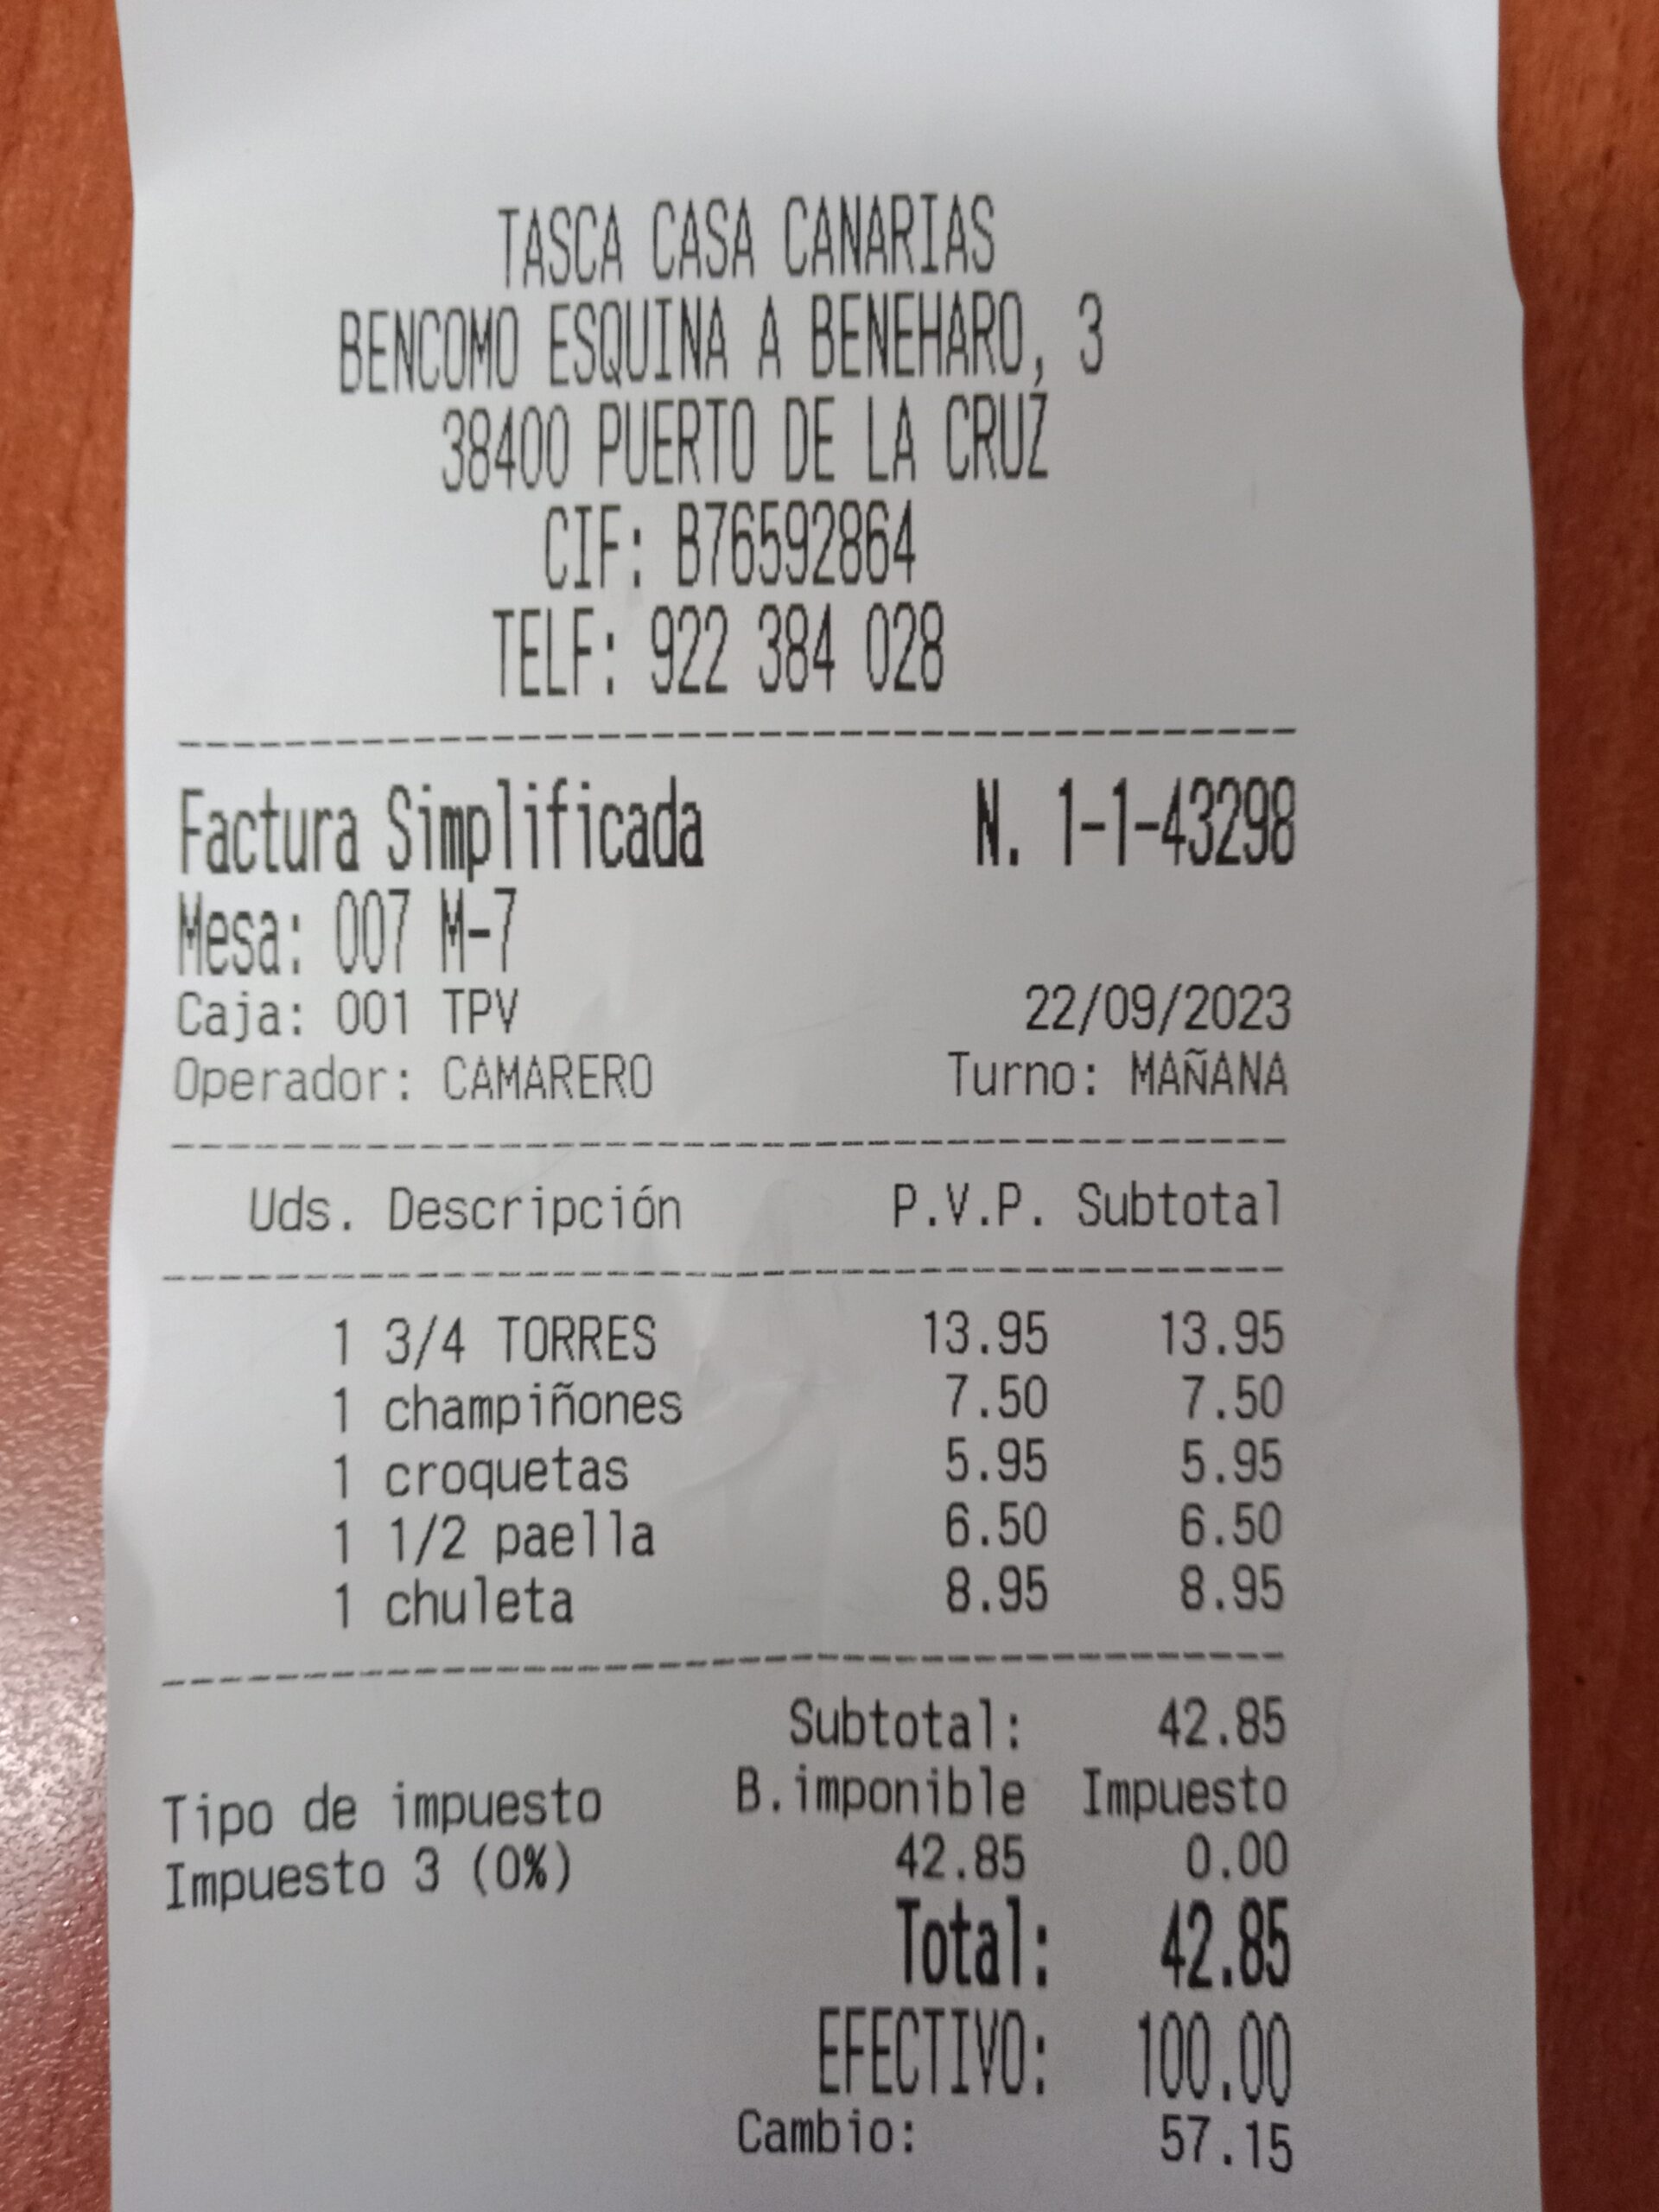 TASCA CASA CANARIAS
BENCOMO ESQUINA A BENEHARO, 3
38400 PUERTO DE LA CRUZ
CIF: B76592864
TELF: 922 384 028
Factura Simplificada N. 1-1-43298
Mesa: 007 M-7
Caja: 001 TPV 22/09/2023
Operador: CAMARERO Turno: MAÑANA
Uds. Descripción P.V.P. Subtotal
1 3/4 TORRES 13.95 13.95
1 champiñones 7.50 7.50
1 croquetas 5.95 5.95
1 1/2 paella 6.50 6.50
1 chuleta 8.95 8.95
Subtotal: 42.85
Tipo de impuesto B.imponible Impuesto
Impuesto 3 (0%) 42.85 0.00
Total: 42.85
EFECTIVO: 100.00
Cambio: 57.15